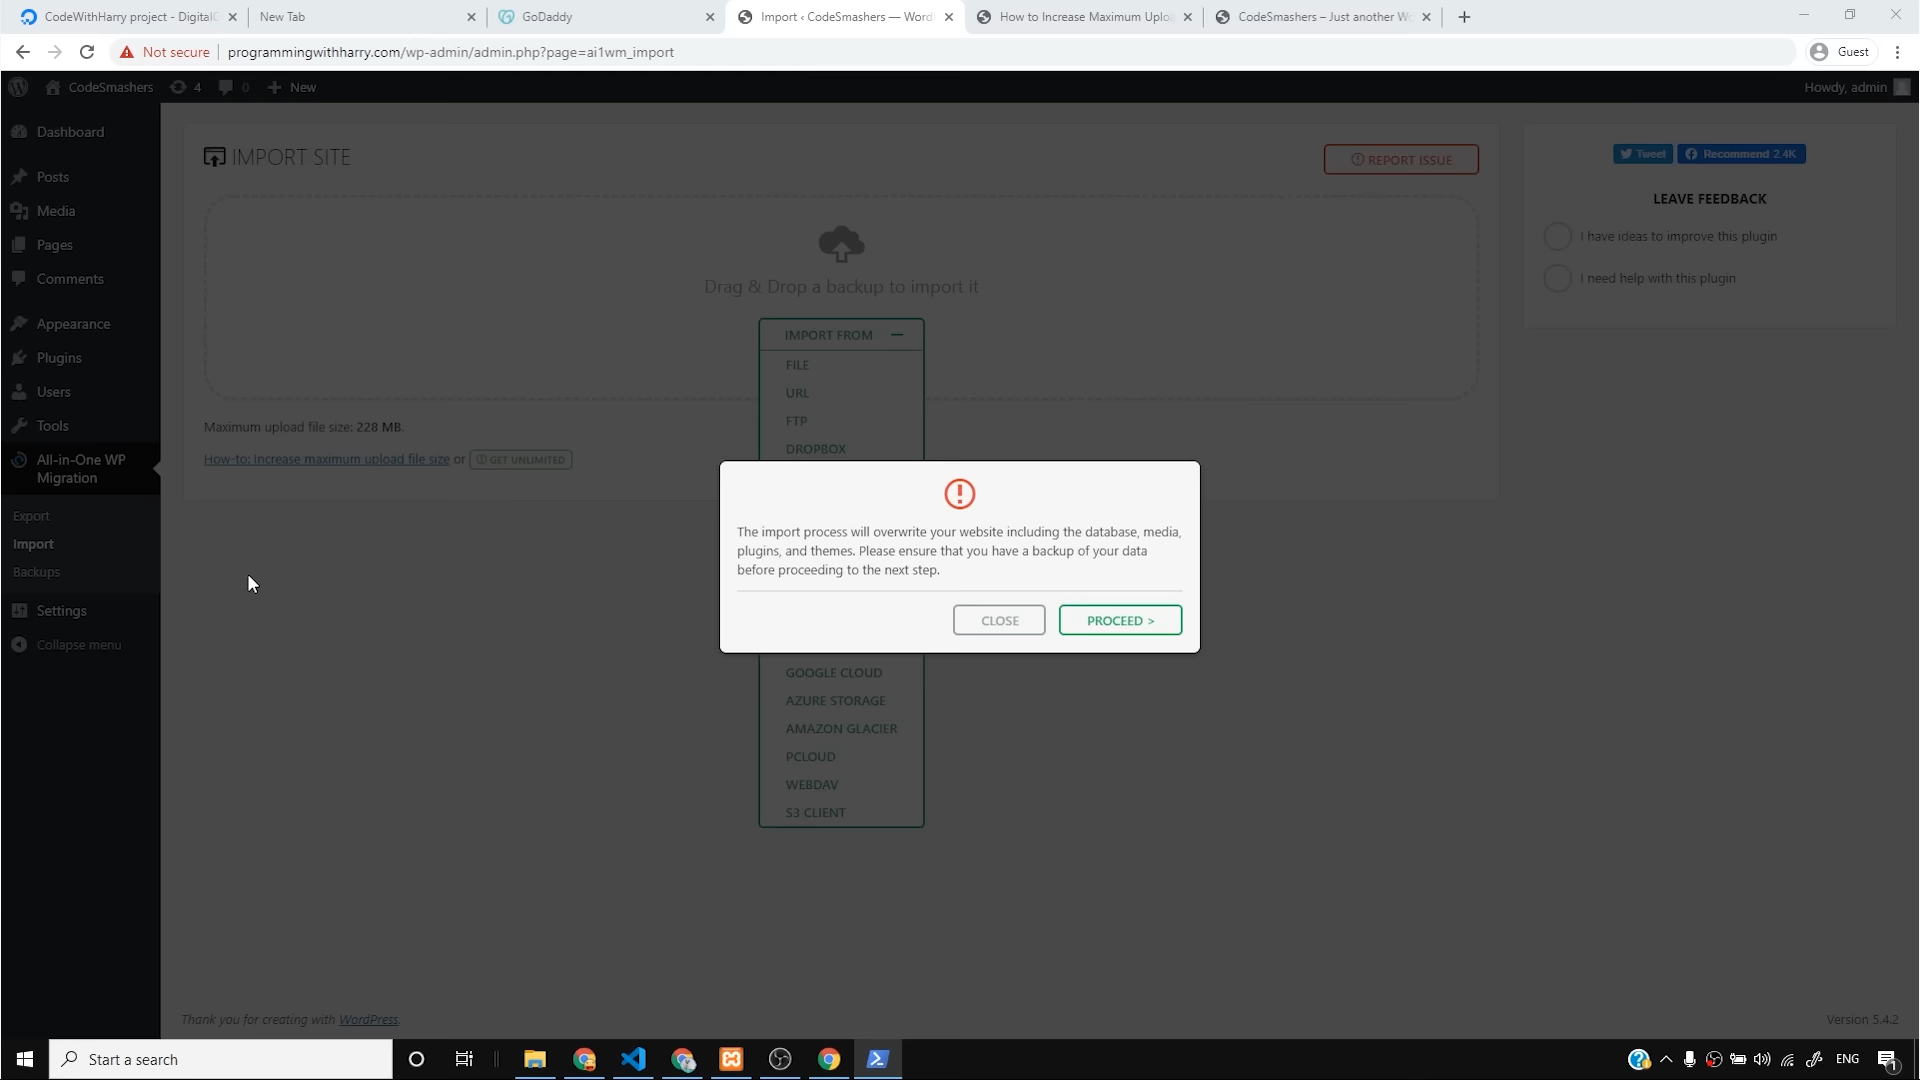 CodeWithHarry project - Digital
New Tab
GoDaddy
Import ‹ CodeSmashers — Word
How to Increase Maximum Uplo
CodeSmashers – Just another Wo
Not secure
programmingwithharry.com/wp-admin/admin.php?page=ai1wm_import
Guest
CodeSmashers
4
0
New
Howdy, admin
Dashboard
Posts
Media
Pages
Comments
Appearance
Plugins
Users
Tools
All-in-One WP
Migration
Export
Import
Backups
Settings
Collapse menu
IMPORT SITE
REPORT ISSUE
Drag & Drop a backup to import it
IMPORT FROM
FILE
URL
FTP
DROPBOX
Maximum upload file size: 228 MB.
How-to: Increase maximum upload file size or GET UNLIMITED
The import process will overwrite your website including the database, media,
plugins, and themes. Please ensure that you have a backup of your data
before proceeding to the next step.
CLOSE
PROCEED >
GOOGLE CLOUD
AZURE STORAGE
AMAZON GLACIER
PCLOUD
WEBDAV
S3 CLIENT
Tweet
Recommend 2.4K
LEAVE FEEDBACK
I have ideas to improve this plugin
I need help with this plugin
Thank you for creating with WordPress.
Version 5.4.2
Start a search
ENG
1